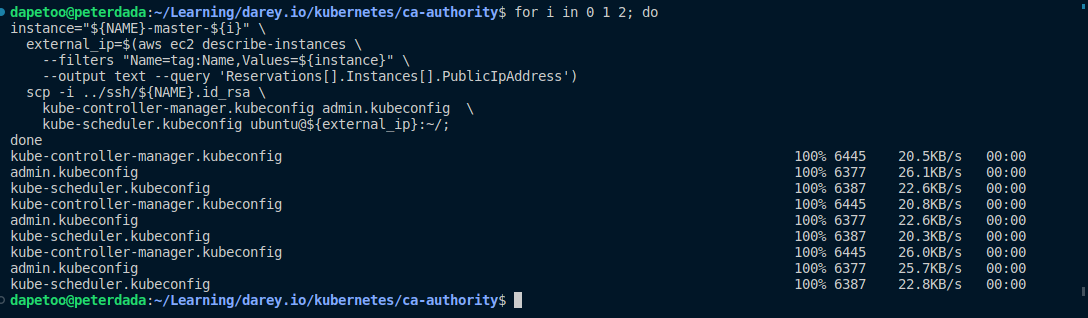 dapetoo@peterdada:~/Learning/darey.io/kubernetes/ca-authority$ for i in 0 1 2; do
instance="${NAME}-master-${i}" \
  external_ip=$(aws ec2 describe-instances \
    --filters "Name=tag:Name,Values=${instance}" \
    --output text --query 'Reservations[].Instances[].PublicIpAddress')
  scp -i ../ssh/${NAME}.id_rsa \
    kube-controller-manager.kubeconfig admin.kubeconfig  \
    kube-scheduler.kubeconfig ubuntu@${external_ip}:~/;
done
kube-controller-manager.kubeconfig 100% 6445 20.5KB/s 00:00
admin.kubeconfig 100% 6377 26.1KB/s 00:00
kube-scheduler.kubeconfig 100% 6387 22.6KB/s 00:00
kube-controller-manager.kubeconfig 100% 6445 20.8KB/s 00:00
admin.kubeconfig 100% 6377 22.6KB/s 00:00
kube-scheduler.kubeconfig 100% 6387 20.3KB/s 00:00
kube-controller-manager.kubeconfig 100% 6445 26.0KB/s 00:00
admin.kubeconfig 100% 6377 25.7KB/s 00:00
kube-scheduler.kubeconfig 100% 6387 22.8KB/s 00:00
dapetoo@peterdada:~/Learning/darey.io/kubernetes/ca-authority$